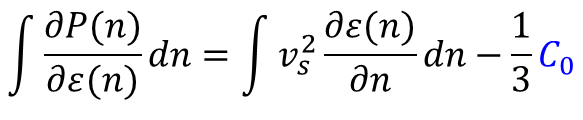 ∫ ∂P(n)/∂ε(n) dn = ∫ v_s^2 ∂ε(n)/∂n dn − 1/3 C_0